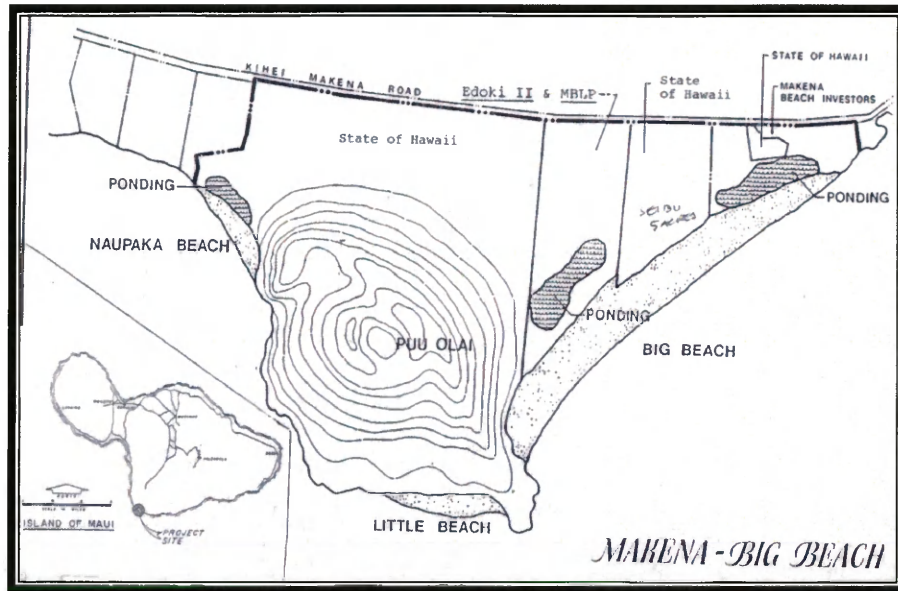 STATE OF HAWAII
MAKENA
BEACH INVESTORS
KIHEI MAKENA ROAD
Edoki II & MBLP
State
of Hawaii
State of Hawaii
PONDING
PONDING
NAUPAKA BEACH
PONDING
PUU OLAI
BIG BEACH
LITTLE BEACH
NORTH
ISLAND OF MAUI
PROJECT
SITE
MAKENA-BIG BEACH